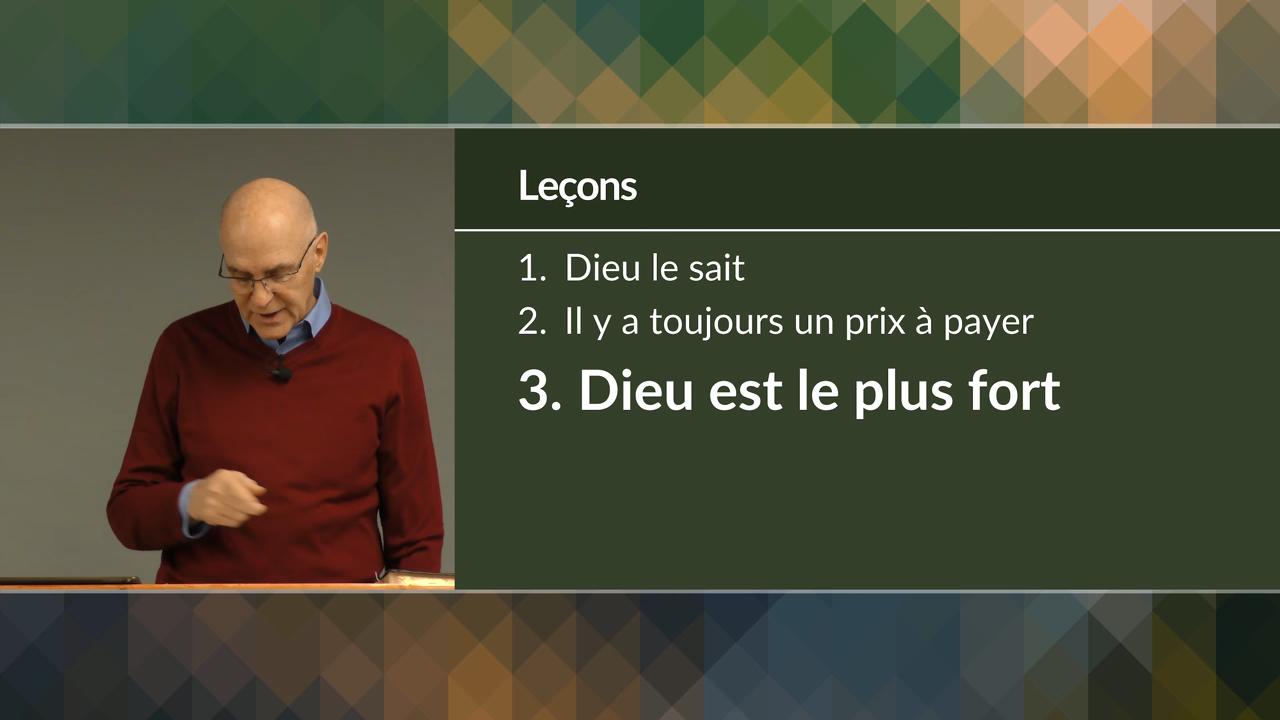 Leçons
1. Dieu le sait
2. Il y a toujours un prix à payer
3. Dieu est le plus fort